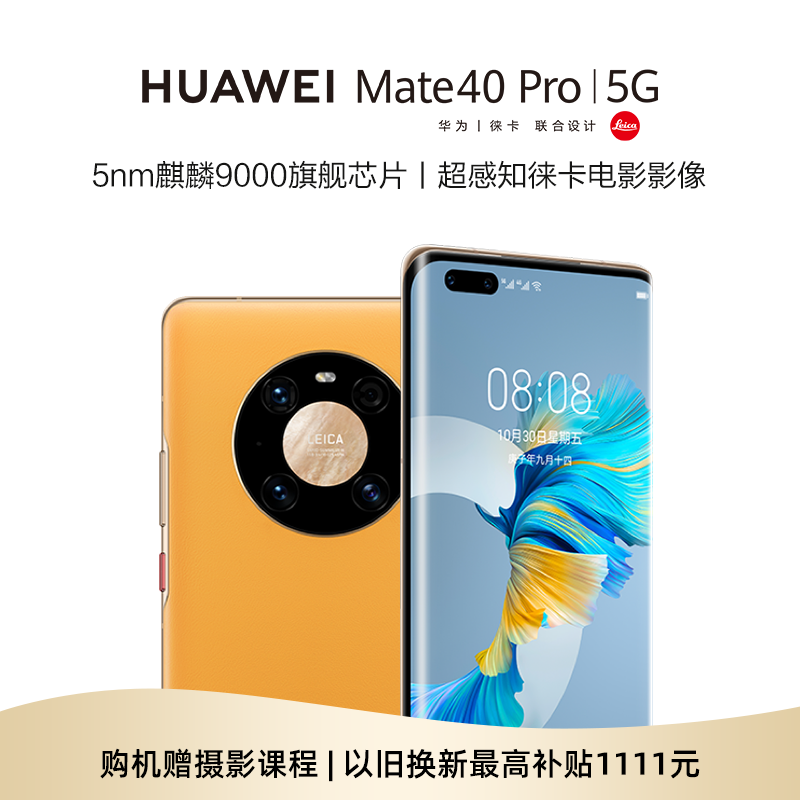 HUAWEI Mate40 Pro|5G
华为 | 徕卡 联合设计 Leica
5nm麒麟9000旗舰芯片 | 超感知徕卡电影影像
08:08
10月30日星期五
庚子年九月十四
LEICA
购机赠摄影课程 | 以旧换新最高补贴1111元